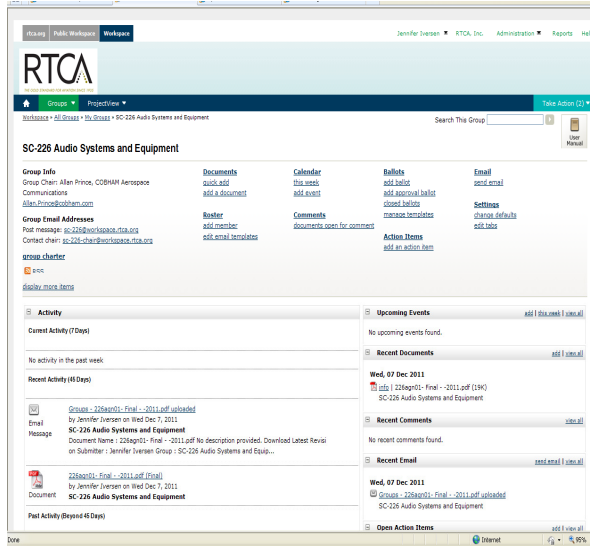 rtca.org Public Workspace Workspace
Jennifer Iversen RTCA, Inc. Administration Reports Hel
RTCA
Groups ProjectView Take Action (2)
Workspace » All Groups » My Groups » SC-226 Audio Systems and Equipment
Search This Group
User Manual
SC-226 Audio Systems and Equipment
Group Info
Group Chair: Allan Prince, COBHAM Aerospace
Communications
Allan.Prince@cobham.com
Group Email Addresses
Post message: sc-226@workspace.rtca.org
Contact chair: sc-226-chair@workspace.rtca.org
group charter
RSS
display more items
Documents
quick add
add a document
Roster
add member
edit email templates
Calendar
this week
add event
Comments
documents open for comment
Ballots
add ballot
add approval ballot
closed ballots
manage templates
Action Items
add an action item
Email
send email
Settings
change defaults
edit tabs
Activity
Current Activity (7 Days)
No activity in the past week
Recent Activity (45 Days)
Email Message
Groups - 226agn01- Final - -2011.pdf uploaded
by Jennifer Iversen on Wed Dec 7, 2011
SC-226 Audio Systems and Equipment
Document Name : 226agn01- Final - -2011.pdf No description provided. Download Latest Revisi
on Submitter : Jennifer Iversen Group : SC-226 Audio Systems and Equip...
Document
226agn01- Final - -2011.pdf (Final)
by Jennifer Iversen on Wed Dec 7, 2011
SC-226 Audio Systems and Equipment
Past Activity (Beyond 45 Days)
Upcoming Events add | this week | view all
No upcoming events found.
Recent Documents add | view all
Wed, 07 Dec 2011
info | 226agn01- Final - -2011.pdf (19K)
SC-226 Audio Systems and Equipment
Recent Comments view all
No recent comments found.
Recent Email send email | view all
Wed, 07 Dec 2011
Groups - 226agn01- Final - -2011.pdf uploaded
SC-226 Audio Systems and Equipment
Open Action Items add | view all
Done Internet 95%